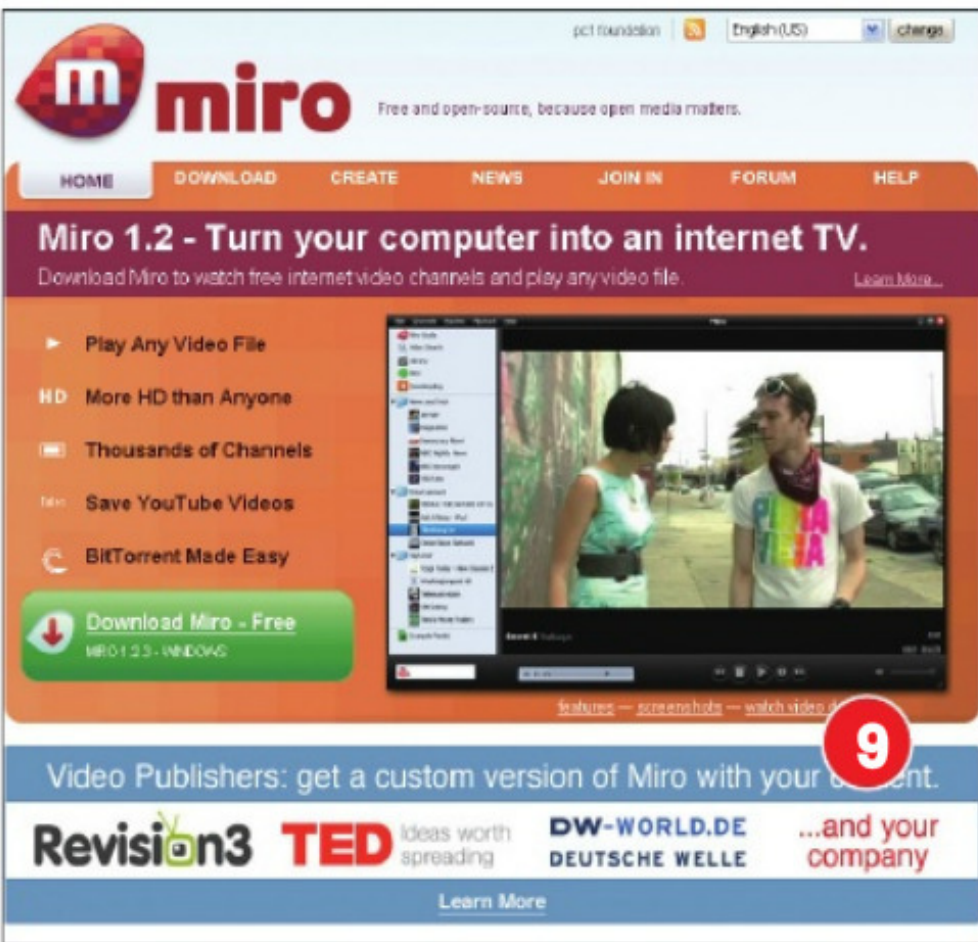 pcf foundation
English (US)
change
m miro
Free and open-source, because open media matters.
HOME DOWNLOAD CREATE NEWS JOIN IN FORUM HELP
Miro 1.2 - Turn your computer into an internet TV.
Download Miro to watch free internet video channels and play any video file.
Learn More...
Play Any Video File
HD More HD than Anyone
Thousands of Channels
Save YouTube Videos
BitTorrent Made Easy
Download Miro - Free
MIRO 1.2.3 - WINDOWS
features — screenshots — watch video
9
Video Publishers: get a custom version of Miro with your
Revision3 TED Ideas worth spreading
DW-WORLD.DE
DEUTSCHE WELLE
...and your
company
Learn More